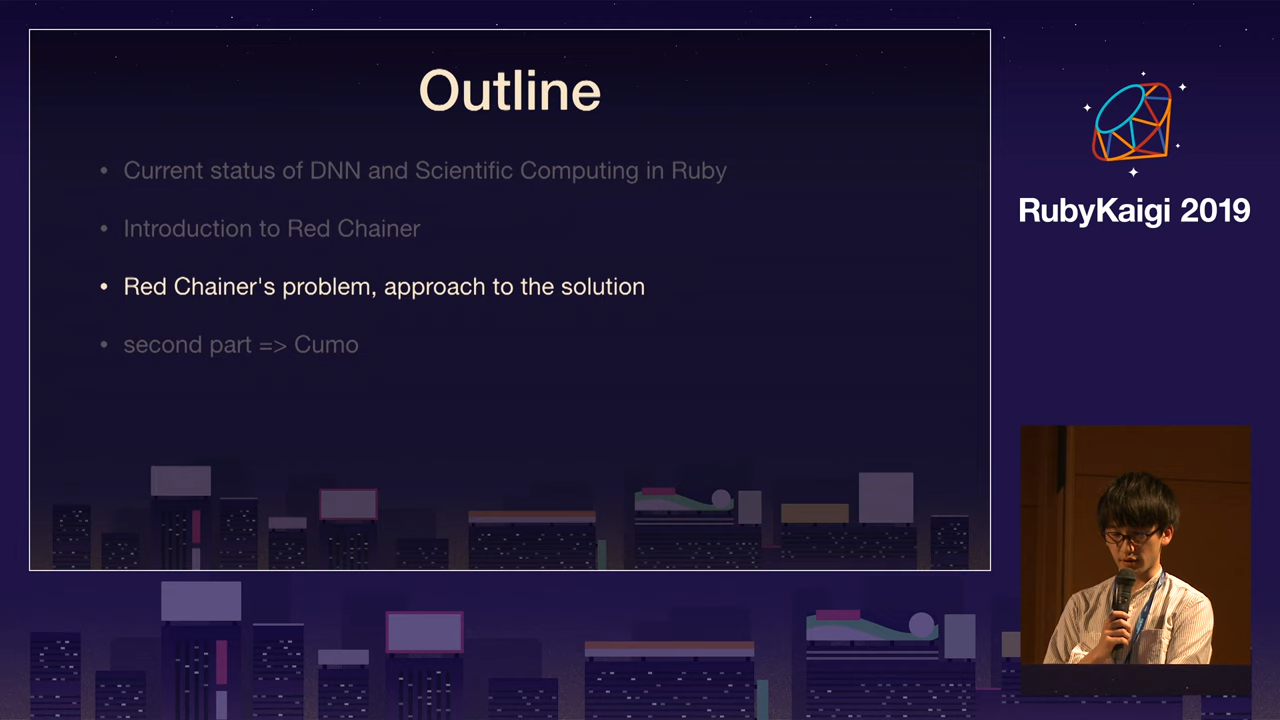 Outline
• Current status of DNN and Scientific Computing in Ruby
• Introduction to Red Chainer
• Red Chainer's problem, approach to the solution
• second part => Cumo
RubyKaigi 2019